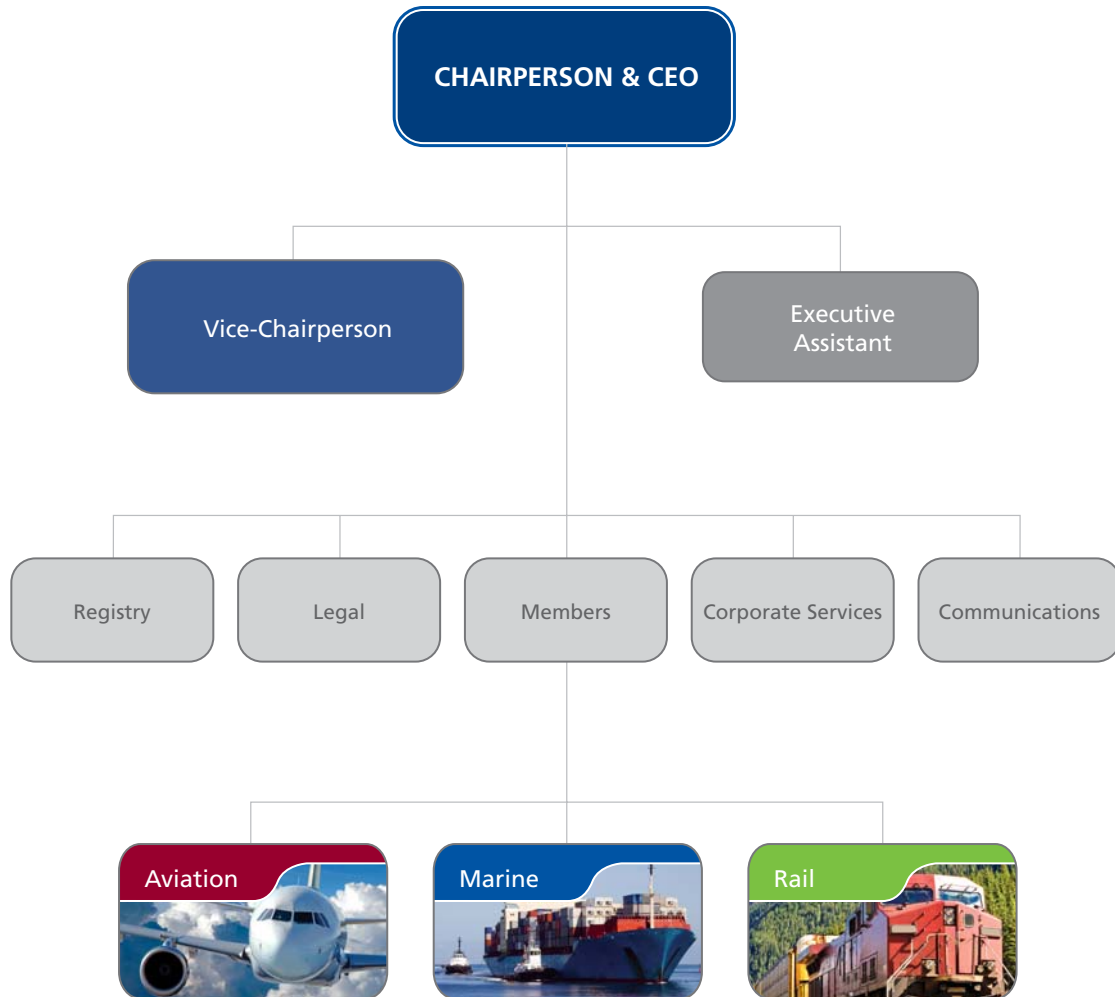 CHAIRPERSON & CEO
Vice-Chairperson
Executive
Assistant
Registry
Legal
Members
Corporate Services
Communications
Aviation
Marine
Rail